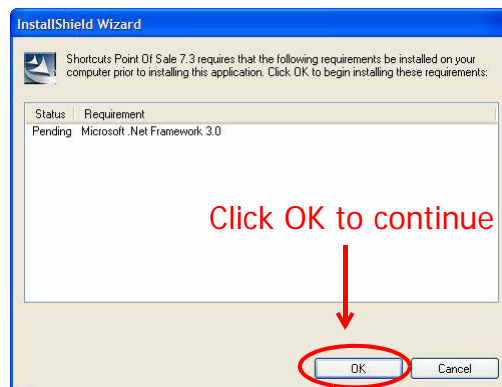 InstallShield Wizard
Shortcuts Point Of Sale 7.3 requires that the following requirements be installed on your
computer prior to installing this application. Click OK to begin installing these requirements:
Status Requirement
Pending Microsoft .Net Framework 3.0
Click OK to continue
OK Cancel